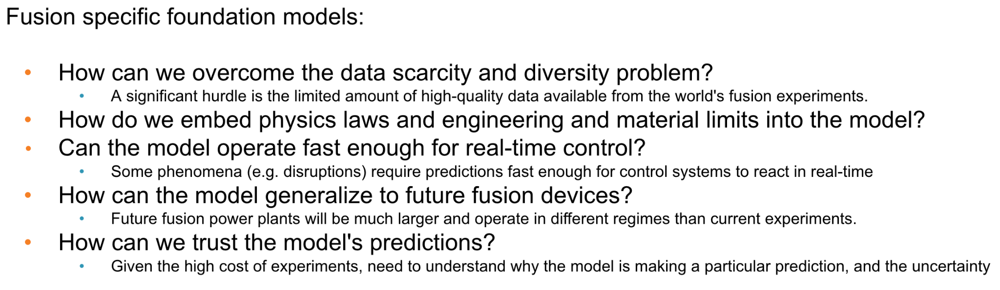 Fusion specific foundation models:
• How can we overcome the data scarcity and diversity problem?
• A significant hurdle is the limited amount of high-quality data available from the world's fusion experiments.
• How do we embed physics laws and engineering and material limits into the model?
• Can the model operate fast enough for real-time control?
• Some phenomena (e.g. disruptions) require predictions fast enough for control systems to react in real-time
• How can the model generalize to future fusion devices?
• Future fusion power plants will be much larger and operate in different regimes than current experiments.
• How can we trust the model's predictions?
• Given the high cost of experiments, need to understand why the model is making a particular prediction, and the uncertainty